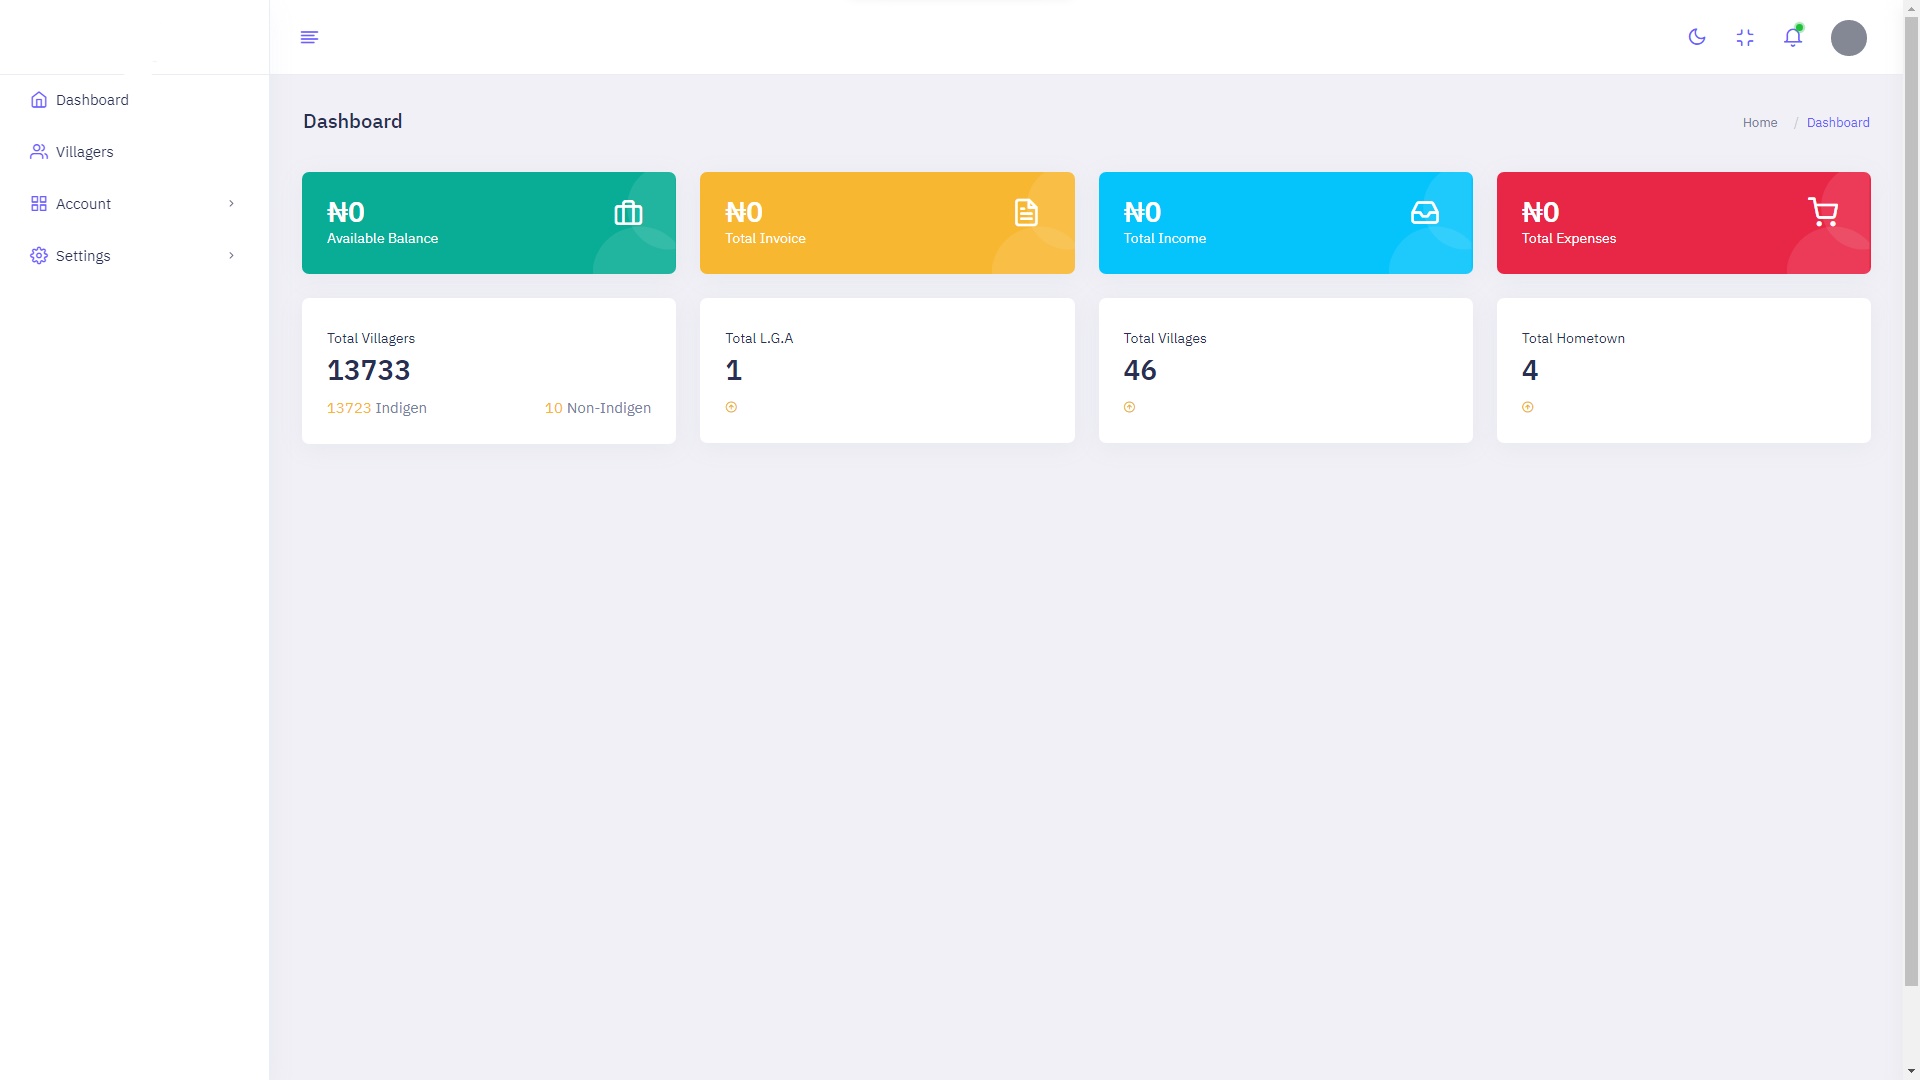 Dashboard
Villagers
Account
Settings
Dashboard
Home / Dashboard
₦0
Available Balance
₦0
Total Invoice
₦0
Total Income
₦0
Total Expenses
Total Villagers
13733
13723 Indigen 10 Non-Indigen
Total L.G.A
1
Total Villages
46
Total Hometown
4